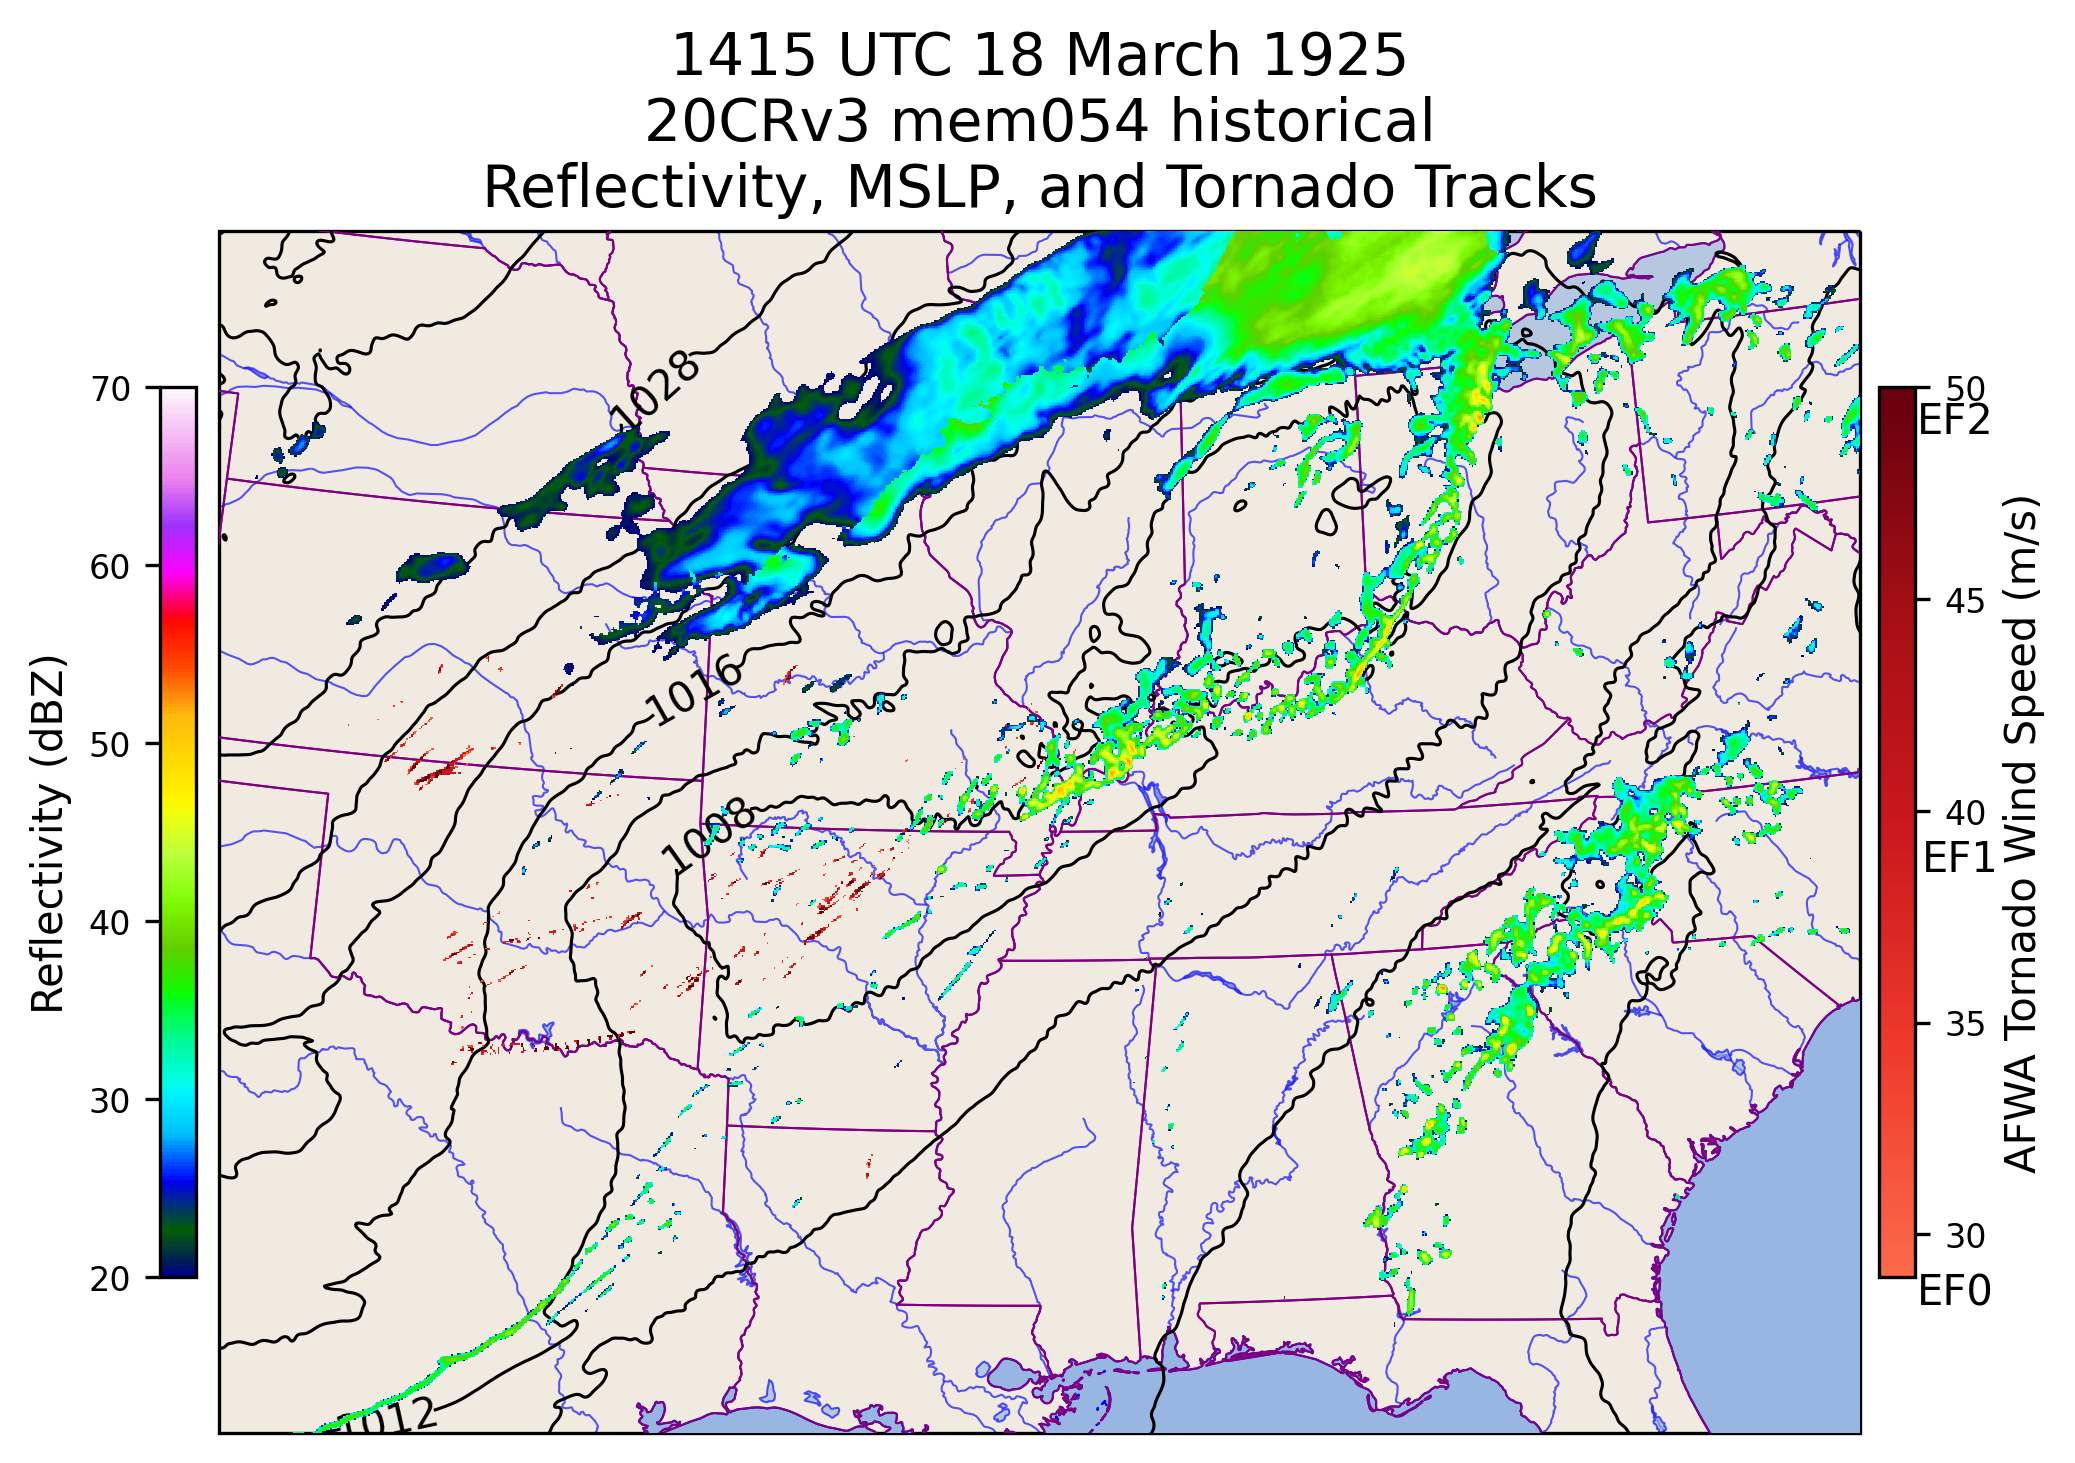 1415 UTC 18 March 1925
20CRv3 mem054 historical
Reflectivity, MSLP, and Tornado Tracks
1028
1016
1008
1012
70
60
50
40
30
20
Reflectivity (dBZ)
50
EF2
45
40
EF1
35
30
EF0
AFWA Tornado Wind Speed (m/s)